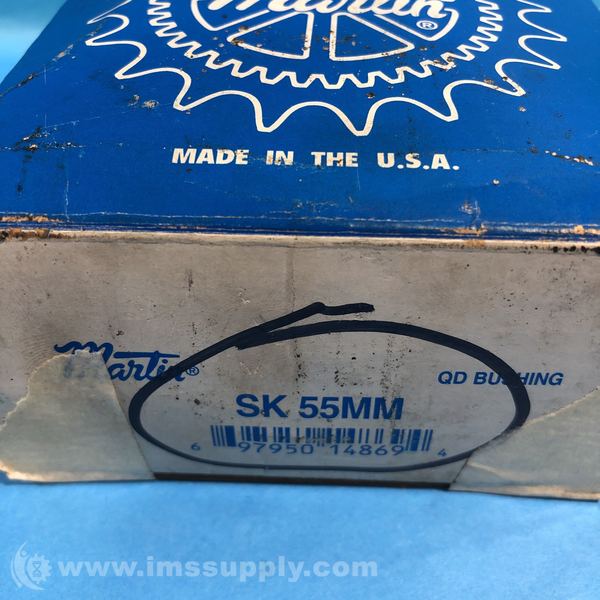 Martin®
MADE IN THE U.S.A.
Martin®
QD BUSHING
SK 55MM
6 97950 14869 4
www.imssupply.com